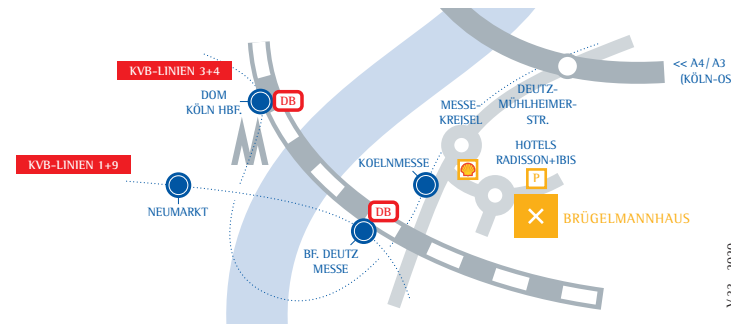 KVB-LINIEN 3+4
<< A4/A3
(KÖLN-OS
DOM
KÖLN HBF.
DB
DEUTZ-
MÜHLHEIMER-
STR.
MESSE-
KREISEL
HOTELS
RADISSON+IBIS
KVB-LINIEN 1+9
KOELNMESSE
P
NEUMARKT
DB
BRÜGELMANNHAUS
BF. DEUTZ
MESSE